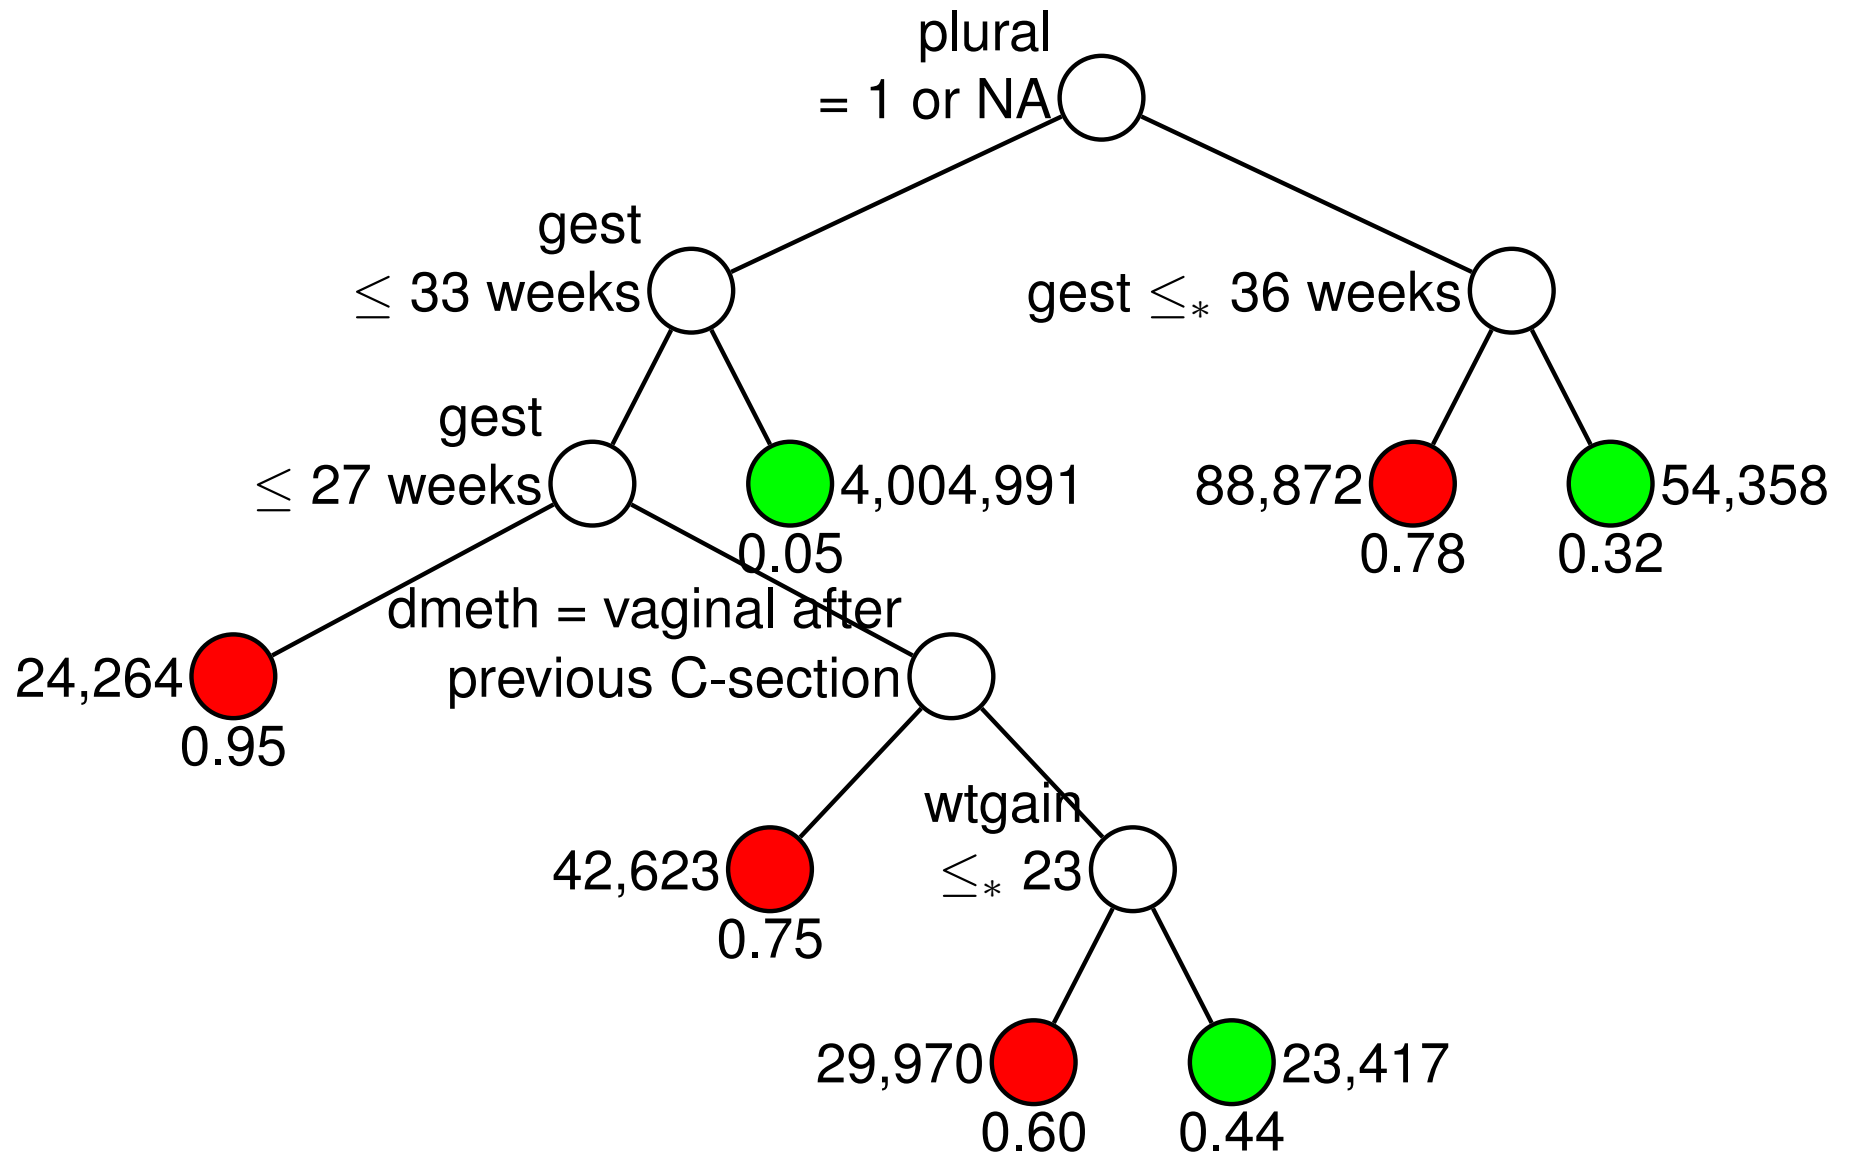 plural
= 1 or NA
gest
≤ 33 weeks
gest ≤* 36 weeks
gest
≤ 27 weeks
4,004,991
0.05
88,872
0.78
54,358
0.32
dmeth = vaginal after
previous C-section
24,264
0.95
wtgain
≤* 23
42,623
0.75
29,970
0.60
23,417
0.44